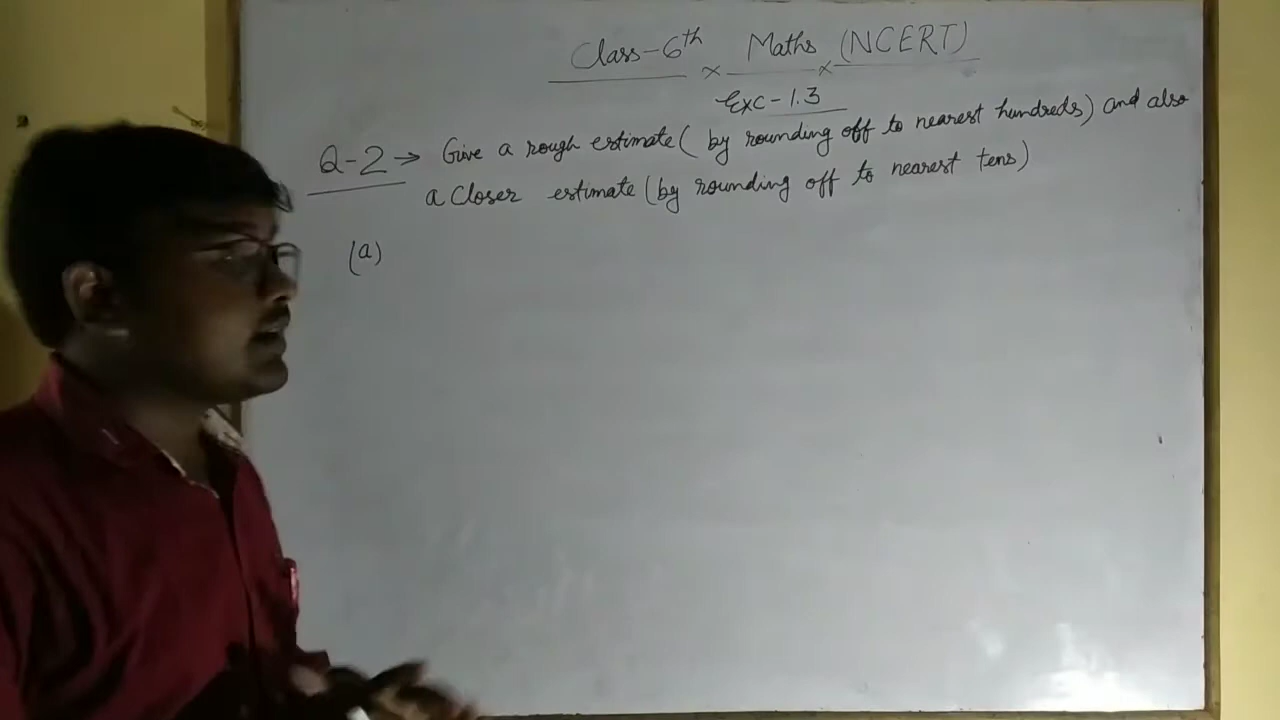 Class-6th × Maths × (NCERT)
Exc-1.3
Q-2 → Give a rough estimate ( by rounding off to nearest hundreds) and also
a closer estimate (by rounding off to nearest tens)
(a)